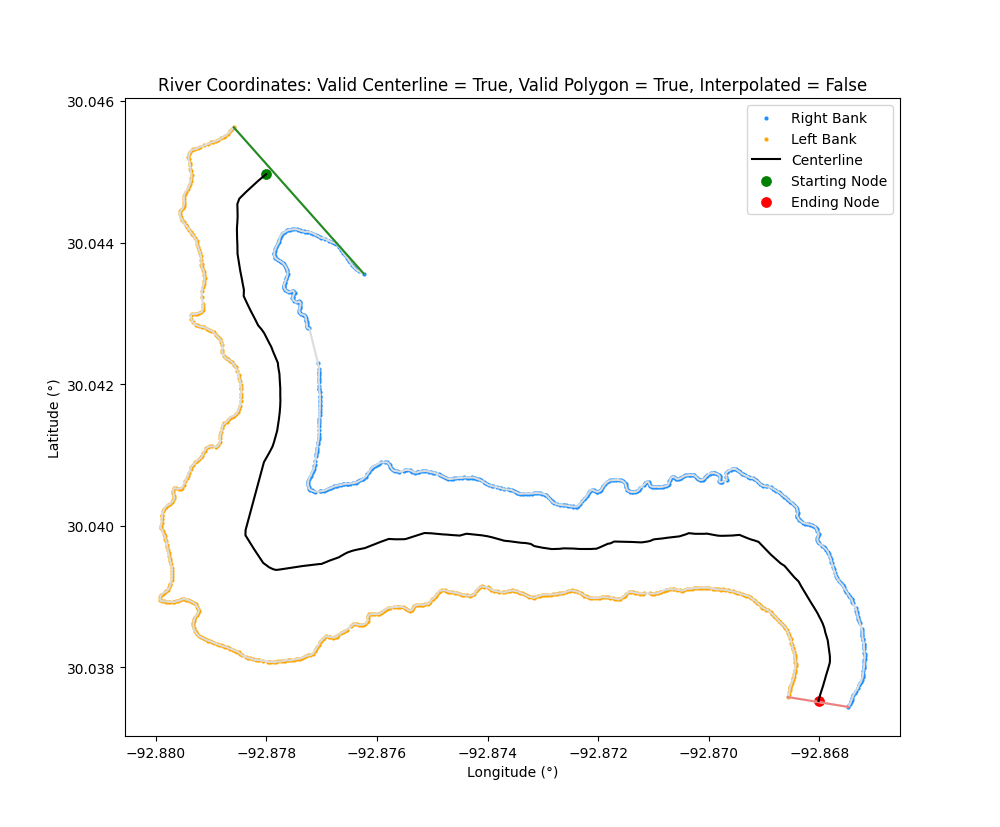 River Coordinates: Valid Centerline = True, Valid Polygon = True, Interpolated = False
Right Bank
Left Bank
Centerline
Starting Node
Ending Node
30.046
30.044
30.042
30.040
30.038
Latitude (°)
−92.880
−92.878
−92.876
−92.874
−92.872
−92.870
−92.868
Longitude (°)